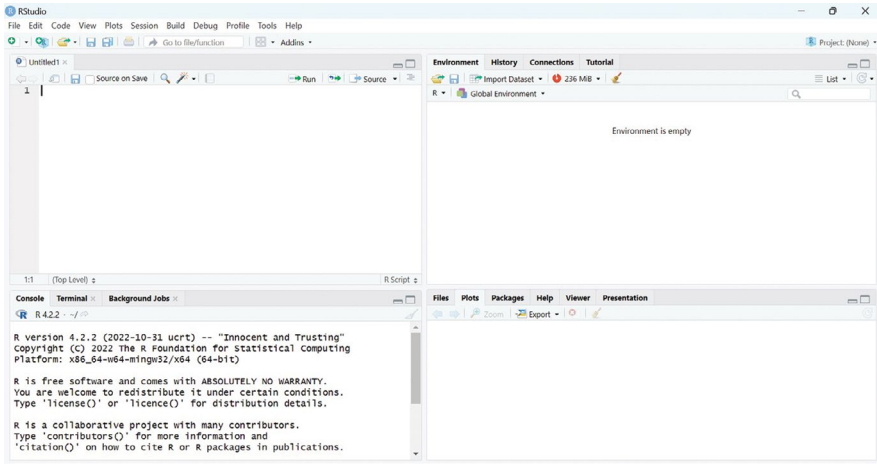 RStudio
File Edit Code View Plots Session Build Debug Profile Tools Help
Go to file/function Addins Project: (None)
Untitled1
Source on Save Run Source
1
1:1 (Top Level) R Script
Console Terminal Background Jobs
R 4.2.2 · ~/
R version 4.2.2 (2022-10-31 ucrt) -- "Innocent and Trusting"
Copyright (C) 2022 The R Foundation for Statistical Computing
Platform: x86_64-w64-mingw32/x64 (64-bit)
R is free software and comes with ABSOLUTELY NO WARRANTY.
You are welcome to redistribute it under certain conditions.
Type 'license()' or 'licence()' for distribution details.
R is a collaborative project with many contributors.
Type 'contributors()' for more information and
'citation()' on how to cite R or R packages in publications.
Environment History Connections Tutorial
Import Dataset 236 MiB List
R Global Environment
Environment is empty
Files Plots Packages Help Viewer Presentation
Zoom Export